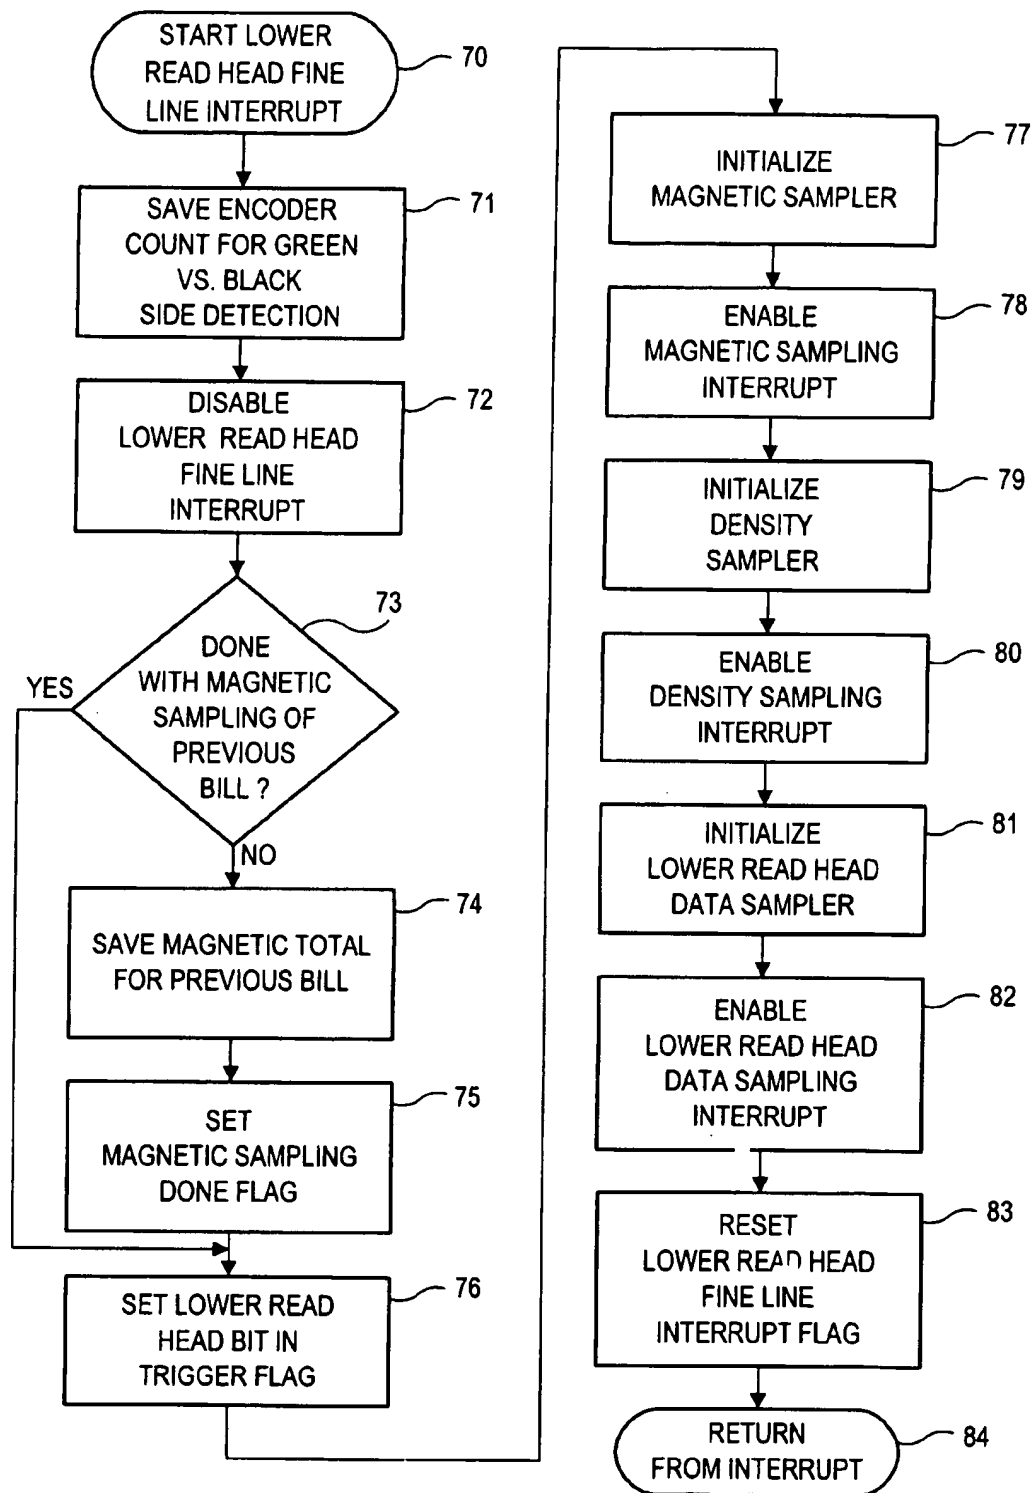 START LOWER
READ HEAD FINE
LINE INTERRUPT
70
SAVE ENCODER
COUNT FOR GREEN
VS. BLACK
SIDE DETECTION
71
DISABLE
LOWER READ HEAD
FINE LINE
INTERRUPT
72
DONE
WITH MAGNETIC
SAMPLING OF
PREVIOUS
BILL ?
73
YES
NO
SAVE MAGNETIC TOTAL
FOR PREVIOUS BILL
74
SET
MAGNETIC SAMPLING
DONE FLAG
75
SET LOWER READ
HEAD BIT IN
TRIGGER FLAG
76
INITIALIZE
MAGNETIC SAMPLER
77
ENABLE
MAGNETIC SAMPLING
INTERRUPT
78
INITIALIZE
DENSITY
SAMPLER
79
ENABLE
DENSITY SAMPLING
INTERRUPT
80
INITIALIZE
LOWER READ HEAD
DATA SAMPLER
81
ENABLE
LOWER READ HEAD
DATA SAMPLING
INTERRUPT
82
RESET
LOWER READ HEAD
FINE LINE
INTERRUPT FLAG
83
RETURN
FROM INTERRUPT
84